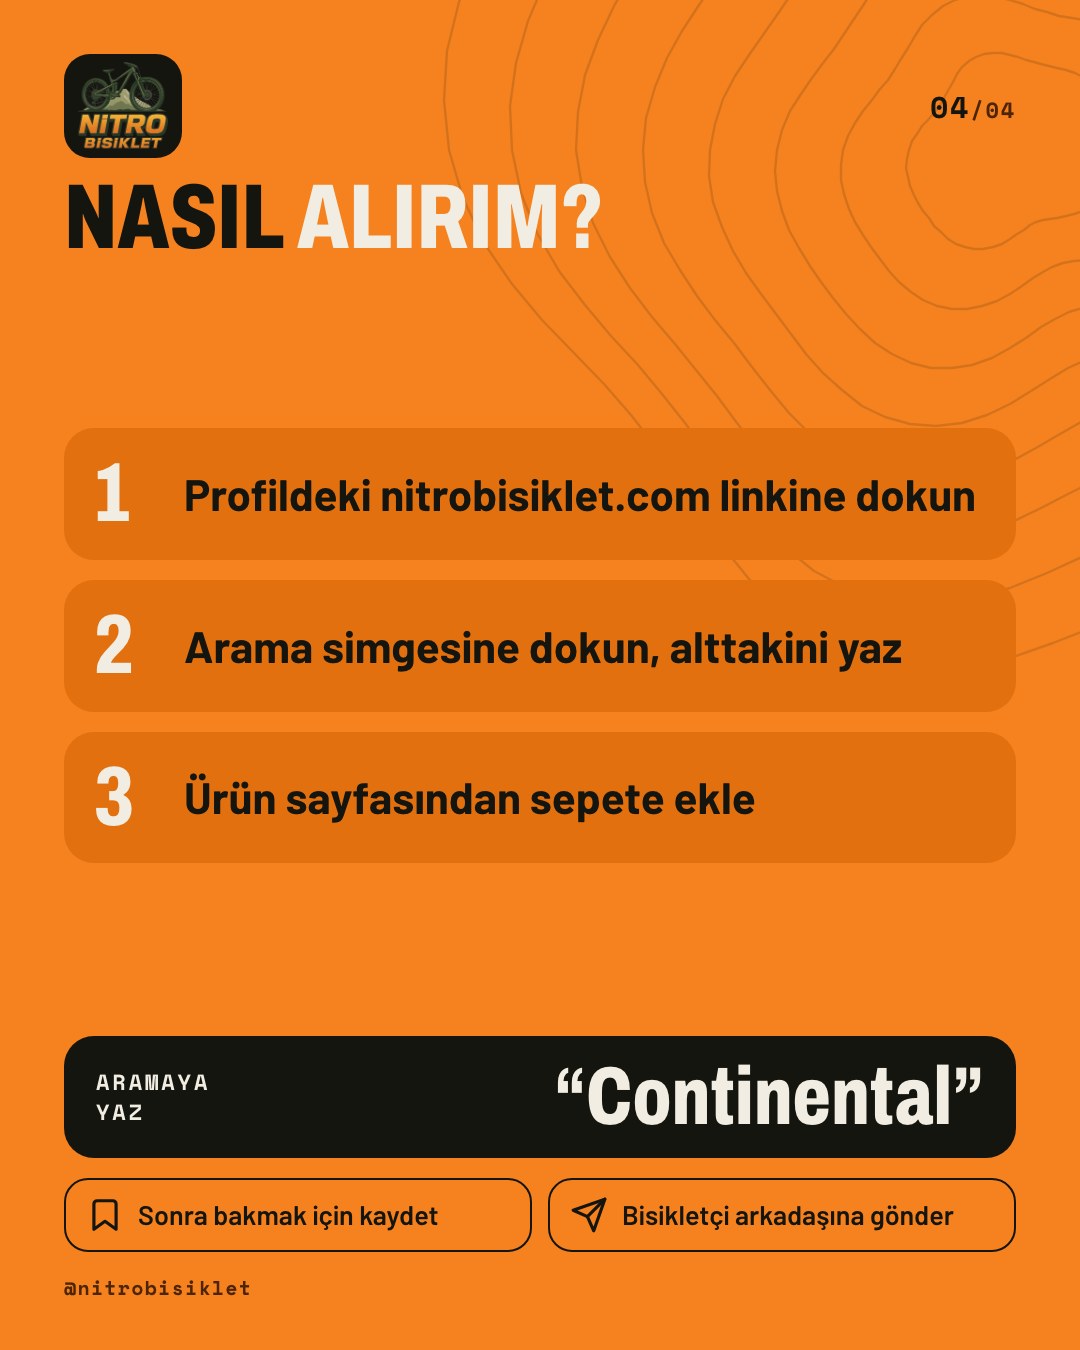 NiTRO
BiSiKLET
04/04
NASIL ALIRIM?
1 Profildeki nitrobisiklet.com linkine dokun
2 Arama simgesine dokun, alttakini yaz
3 Ürün sayfasından sepete ekle
ARAMAYA
YAZ
“Continental”
Sonra bakmak için kaydet
Bisikletçi arkadaşına gönder
@nitrobisiklet